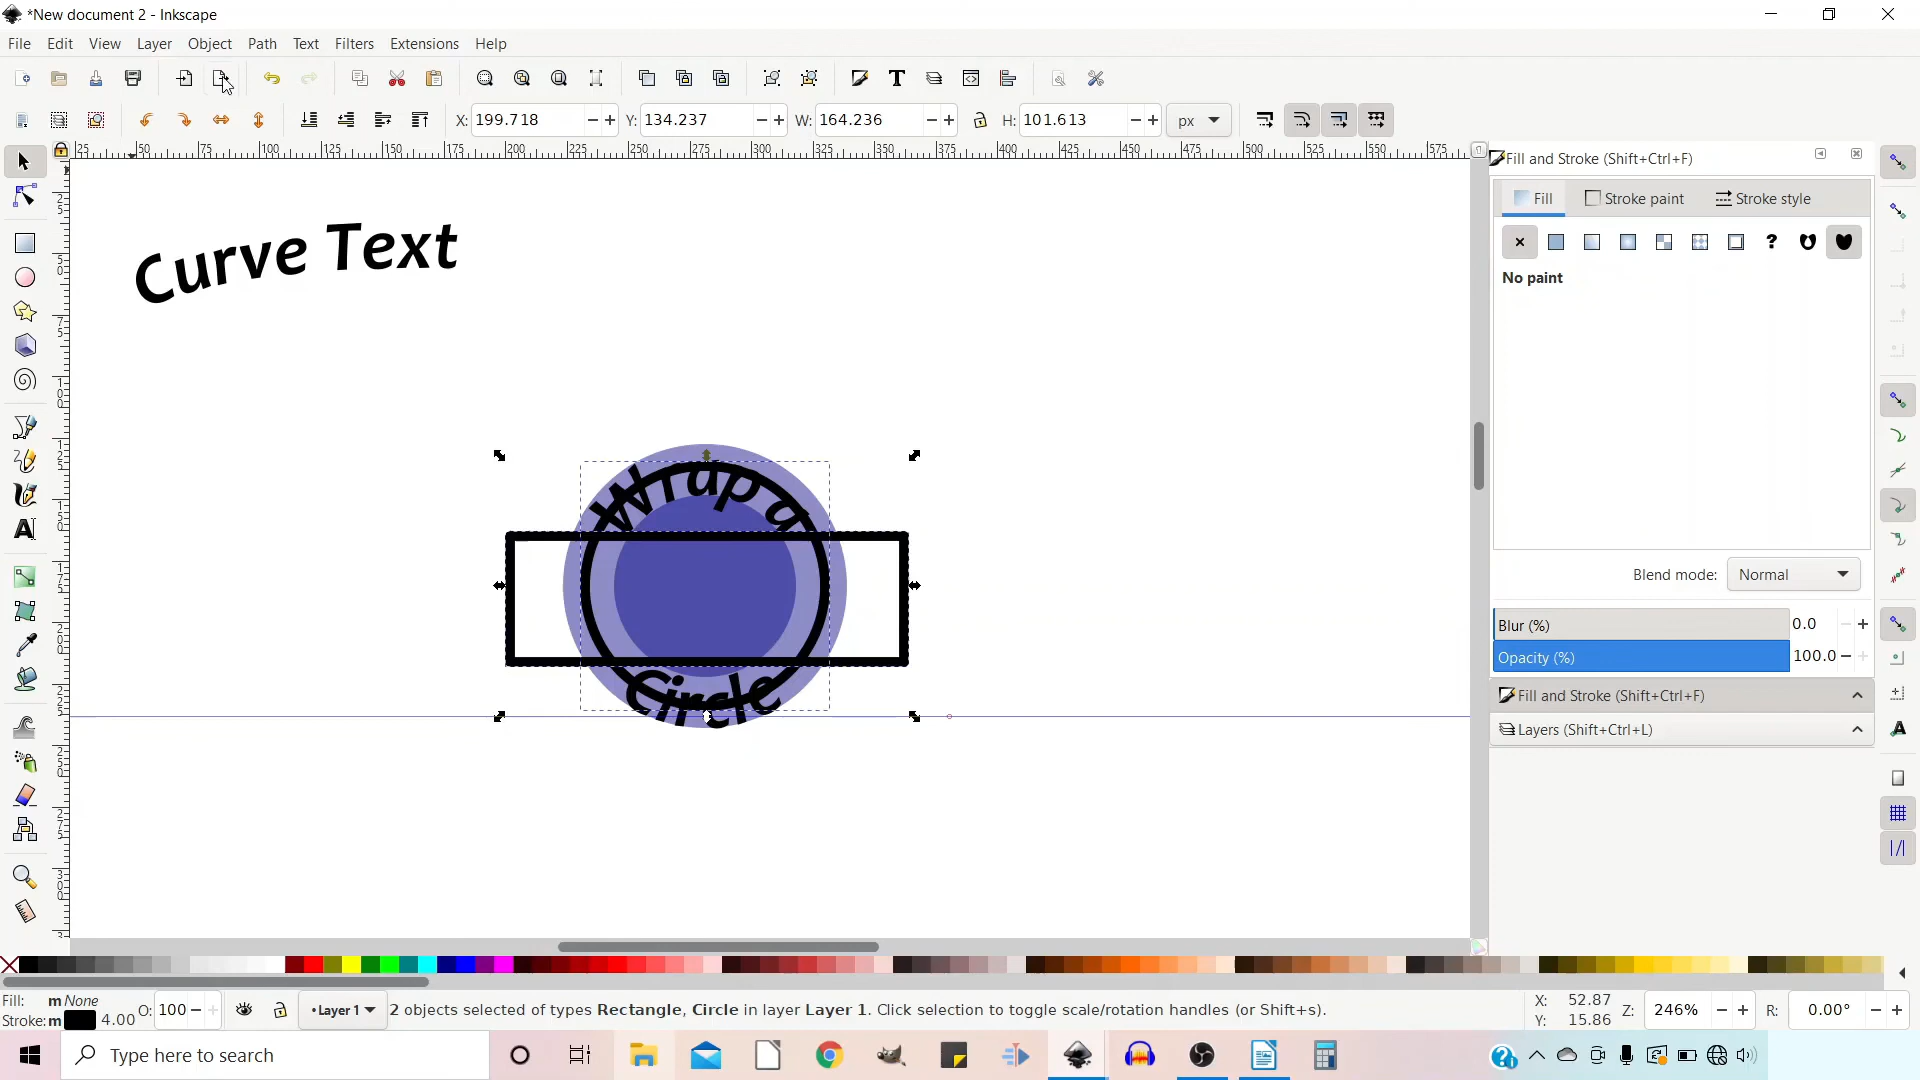 *New document 2 - Inkscape
File Edit View Layer Object Path Text Filters Extensions Help
X: 199.718 Y: 134.237 W: 164.236 H: 101.613 px
Fill and Stroke (Shift+Ctrl+F)
Fill Stroke paint Stroke style
No paint
Curve Text
Wrap a
Circle
Blend mode: Normal
Blur (%) 0.0
Opacity (%) 100.0
Fill and Stroke (Shift+Ctrl+F)
Layers (Shift+Ctrl+L)
Fill: m None
Stroke: m 4.00
O: 100
•Layer 1
2 objects selected of types Rectangle, Circle in layer Layer 1. Click selection to toggle scale/rotation handles (or Shift+s).
X: 52.87
Y: 15.86
Z: 246%
R: 0.00°
Type here to search